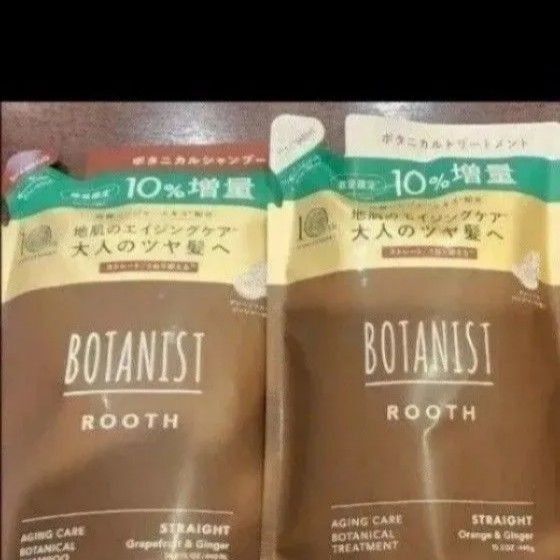 ボタニカルシャンプー
10%増量
地肌のエイジングケア
大人のツヤ髪へ
BOTANIST
ROOTH
AGING CARE
BOTANICAL
STRAIGHT
Grapefruit & Ginger
ボタニカルトリートメント
数量限定
10%増量
地肌のエイジングケア
大人のツヤ髪へ
BOTANIST
ROOTH
AGING CARE
BOTANICAL
TREATMENT
STRAIGHT
Orange & Ginger